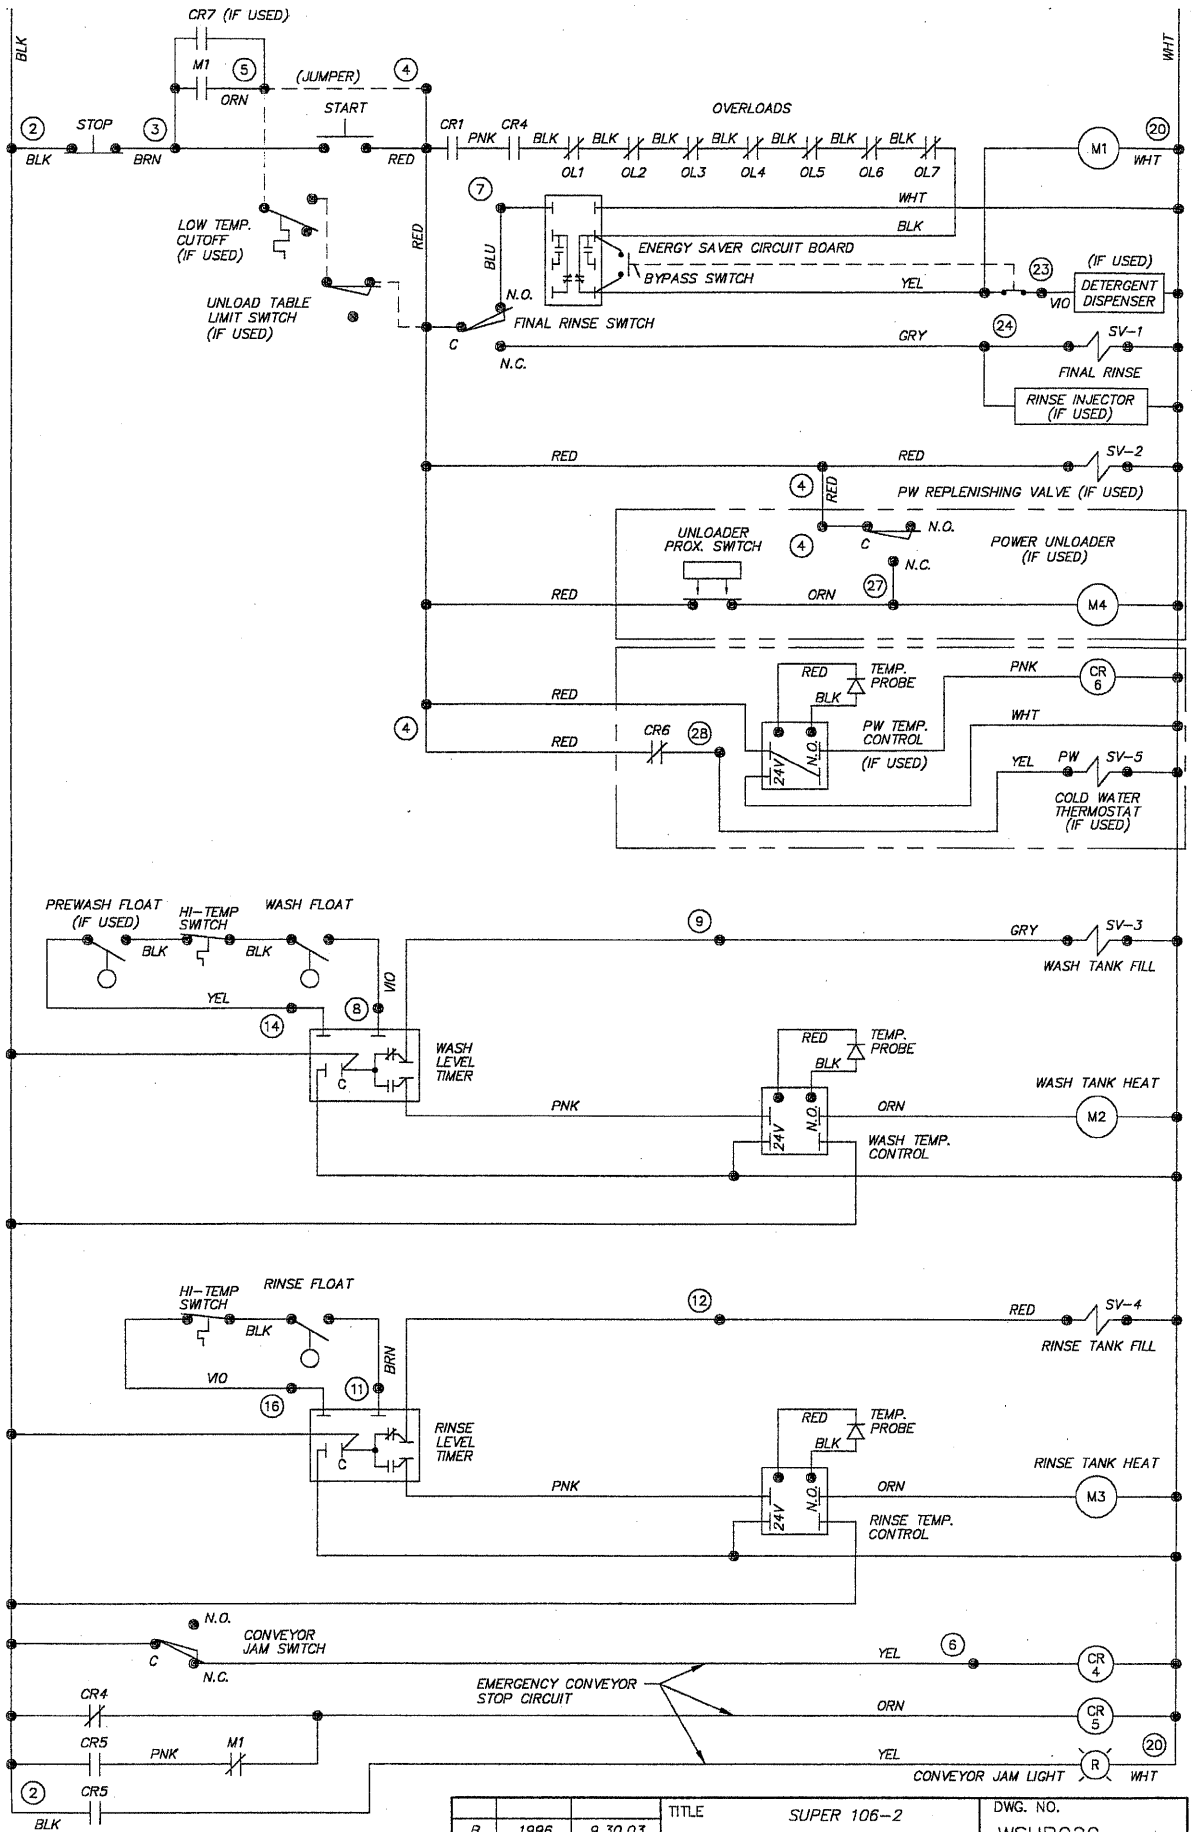 CR7 (IF USED)
BLK
WHT
M1
5
(JUMPER)
4
ORN
START
OVERLOADS
2
STOP
3
CR1
PNK
CR4
BLK
BLK
BLK
BLK
BLK
BLK
BLK
M1
20
BLK
BRN
RED
OL1
OL2
OL3
OL4
OL5
OL6
OL7
WHT
7
WHT
LOW TEMP.
CUTOFF
(IF USED)
RED
BLU
BLK
ENERGY SAVER CIRCUIT BOARD
BYPASS SWITCH
23
(IF USED)
YEL
VIO
DETERGENT
DISPENSER
UNLOAD TABLE
LIMIT SWITCH
(IF USED)
N.O.
FINAL RINSE SWITCH
C
N.C.
GRY
24
SV-1
FINAL RINSE
RINSE INJECTOR
(IF USED)
RED
RED
SV-2
4
RED
PW REPLENISHING VALVE (IF USED)
UNLOADER
PROX. SWITCH
4
C
N.O.
POWER UNLOADER
(IF USED)
N.C.
RED
ORN
27
M4
RED
TEMP.
PROBE
PNK
CR
6
RED
BLK
WHT
4
PW TEMP.
CONTROL
(IF USED)
RED
CR6
28
24V
N.O.
YEL
PW
SV-5
COLD WATER
THERMOSTAT
(IF USED)
PREWASH FLOAT
(IF USED)
HI-TEMP
SWITCH
WASH FLOAT
9
BLK
BLK
GRY
SV-3
WASH TANK FILL
YEL
VIO
14
8
WASH
LEVEL
TIMER
C
RED
TEMP.
PROBE
BLK
WASH TANK HEAT
PNK
24V
N.O.
ORN
M2
WASH TEMP.
CONTROL
HI-TEMP
SWITCH
RINSE FLOAT
12
BLK
RED
SV-4
RINSE TANK FILL
VIO
BRN
16
11
RINSE
LEVEL
TIMER
C
RED
TEMP.
PROBE
BLK
RINSE TANK HEAT
PNK
24V
N.O.
ORN
M3
RINSE TEMP.
CONTROL
N.O.
CONVEYOR
JAM SWITCH
C
N.C.
YEL
6
CR
4
EMERGENCY CONVEYOR
STOP CIRCUIT
CR4
ORN
CR
5
CR5
PNK
M1
YEL
20
CONVEYOR JAM LIGHT
R
WHT
2
CR5
BLK
TITLE
SUPER 106-2
DWG. NO.
B
1996
9.30.03